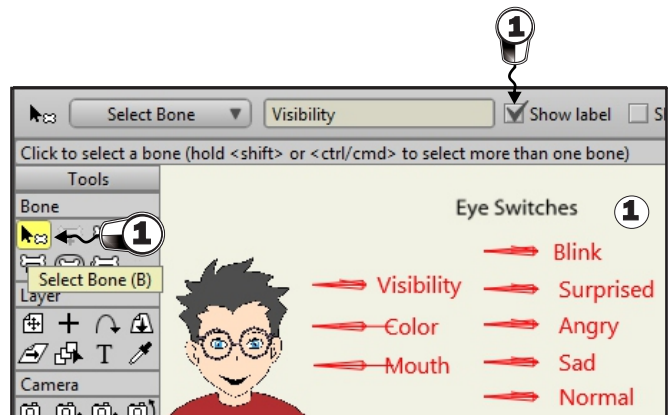 1
Select Bone
Visibility
Show label
Click to select a bone (hold <shift> or <ctrl/cmd> to select more than one bone)
Tools
Bone
1
Select Bone (B)
Layer
T
Camera
Eye Switches
1
Visibility
Color
Mouth
Blink
Surprised
Angry
Sad
Normal